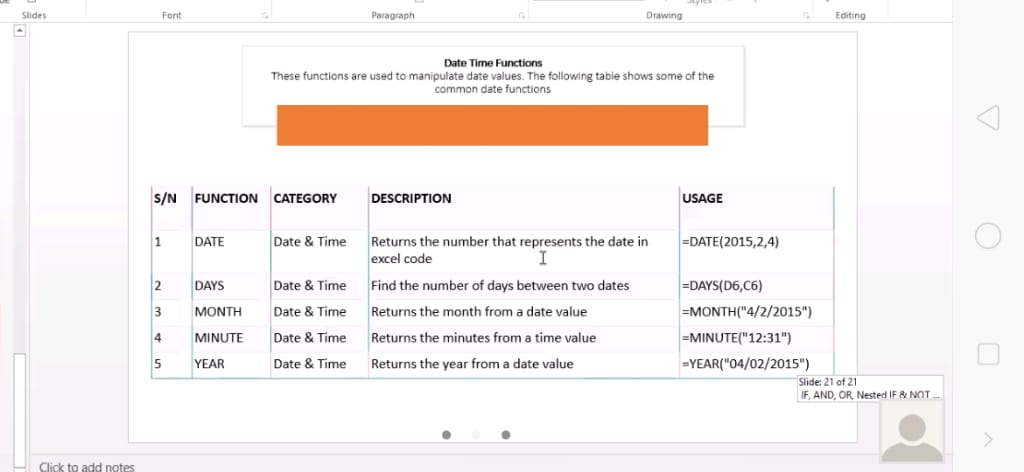 Slides Font Paragraph Drawing Editing
Date Time Functions
These functions are used to manipulate date values. The following table shows some of the
common date functions
S/N FUNCTION CATEGORY DESCRIPTION USAGE
1 DATE Date & Time Returns the number that represents the date in =DATE(2015,2,4)
excel code
2 DAYS Date & Time Find the number of days between two dates =DAYS(D6,C6)
3 MONTH Date & Time Returns the month from a date value =MONTH("4/2/2015")
4 MINUTE Date & Time Returns the minutes from a time value =MINUTE("12:31")
5 YEAR Date & Time Returns the year from a date value =YEAR("04/02/2015")
Slide: 21 of 21
IF, AND, OR, Nested IF & NOT ...
Click to add notes